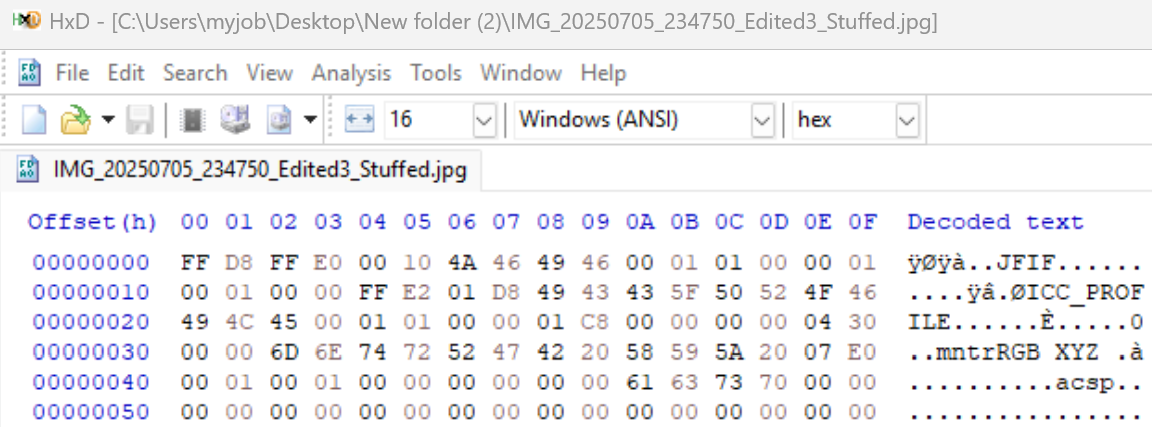 HxD - [C:\Users\myjob\Desktop\New folder (2)\IMG_20250705_234750_Edited3_Stuffed.jpg]
File Edit Search View Analysis Tools Window Help
16 Windows (ANSI) hex
IMG_20250705_234750_Edited3_Stuffed.jpg
Offset(h) 00 01 02 03 04 05 06 07 08 09 0A 0B 0C 0D 0E 0F Decoded text
00000000 FF D8 FF E0 00 10 4A 46 49 46 00 01 01 00 00 01 ÿØÿà..JFIF......
00000010 00 01 00 00 FF E2 01 D8 49 43 43 5F 50 52 4F 46 ....ÿâ.ØICC_PROF
00000020 49 4C 45 00 01 01 00 00 01 C8 00 00 00 00 04 30 ILE......È.....0
00000030 00 00 6D 6E 74 72 52 47 42 20 58 59 5A 20 07 E0 ..mntrRGB XYZ .à
00000040 00 01 00 01 00 00 00 00 00 00 61 63 73 70 00 00 ..........acsp..
00000050 00 00 00 00 00 00 00 00 00 00 00 00 00 00 00 00 ................